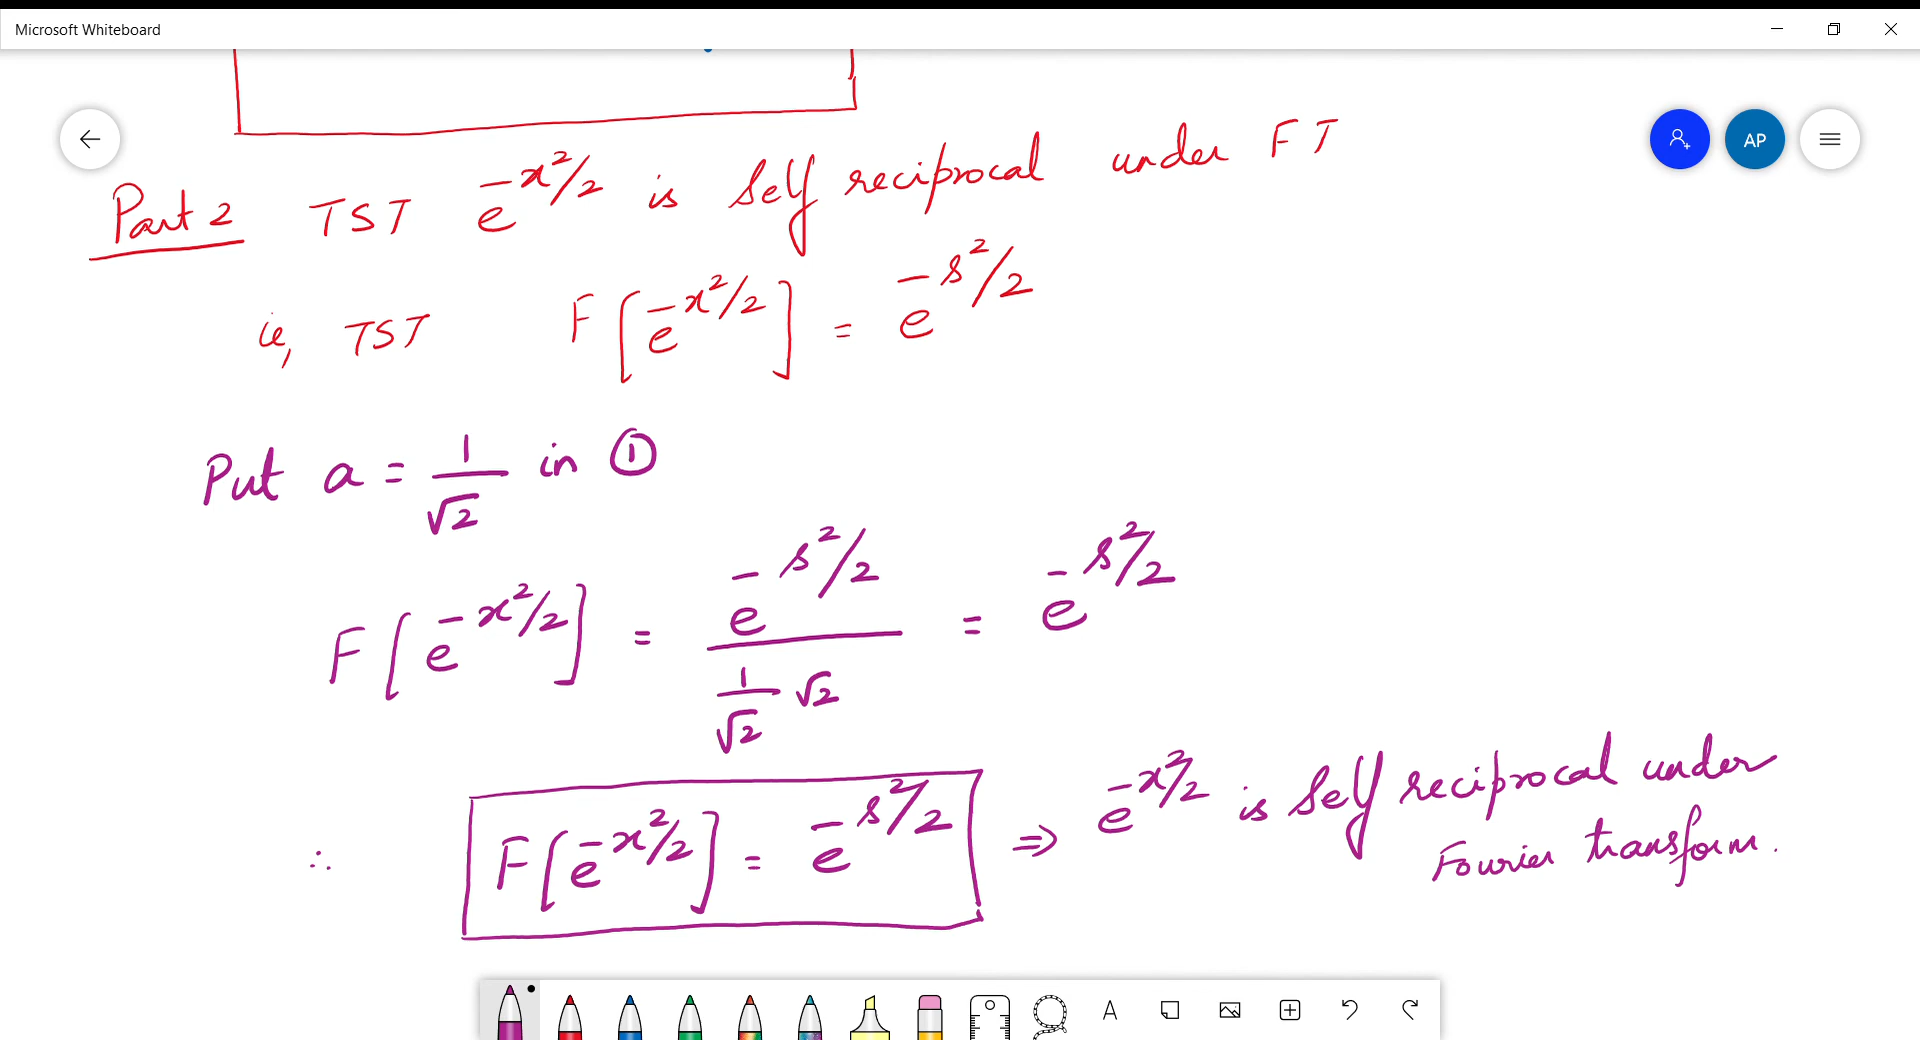 Microsoft Whiteboard
AP
Part 2 TST e^{-x²/2} is Self reciprocal under FT
ie, TST F[e^{-x²/2}] = e^{-s²/2}
Put a = 1/√2 in ①
F[e^{-x²/2}] = e^{-s²/2} / (1/√2 √2) = e^{-s²/2}
∴ F[e^{-x²/2}] = e^{-s²/2} ⇒ e^{-x²/2} is Self reciprocal under
Fourier transform.
A